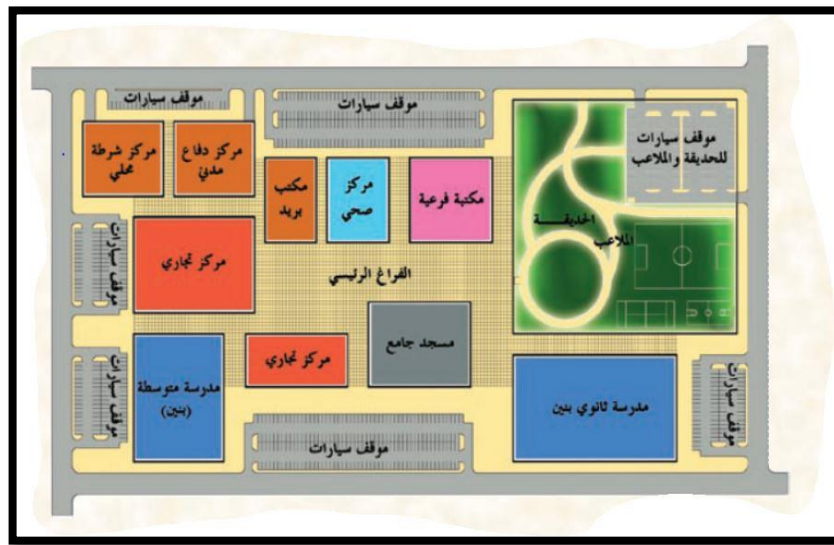 موقف سيارات
موقف سيارات
موقف سيارات
للحديقة والملاعب
مركز دفاع
مدني
مركز شرطة
محلي
مكتبة فرعية
مركز
صحي
مكتب
بريد
الحديقــــة
الملاعب
موقف سيارات
مركز تجاري
الفراغ الرئيسي
مسجد جامع
مركز تجاري
مدرسة متوسطة
(بنين)
موقف سيارات
مدرسة ثانوي بنين
موقف سيارات
موقف سيارات